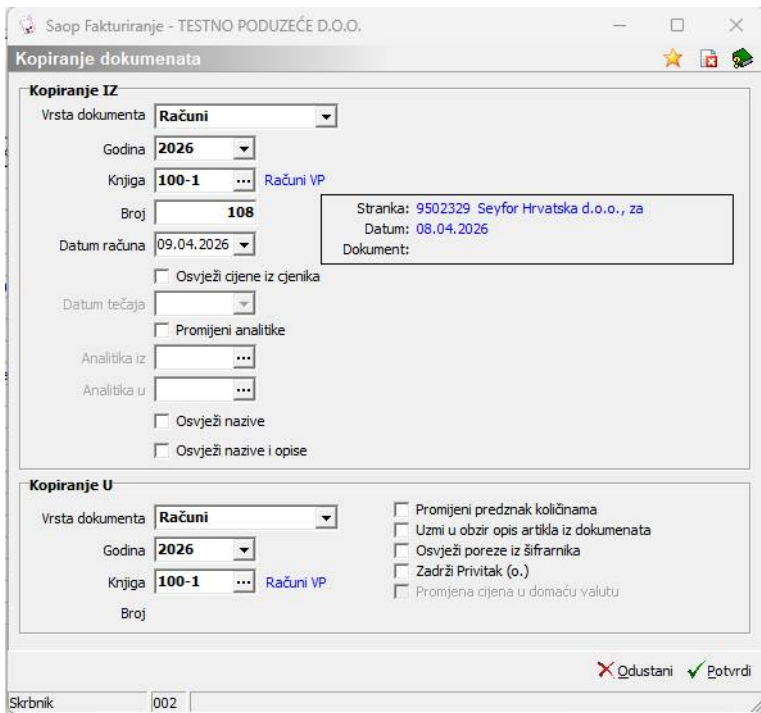 Saop Fakturiranje - TESTNO PODUZEĆE D.O.O.
Kopiranje dokumenata
Kopiranje IZ
Vrsta dokumenta Računi
Godina 2026
Knjiga 100-1 ... Računi VP
Broj 108
Stranka: 9502329 Seyfor Hrvatska d.o.o., za
Datum: 08.04.2026
Dokument:
Datum računa 09.04.2026
Osvježi cijene iz cjenika
Datum tečaja
Promijeni analitike
Analitika iz ...
Analitika u ...
Osvježi nazive
Osvježi nazive i opise
Kopiranje U
Vrsta dokumenta Računi
Godina 2026
Knjiga 100-1 ... Računi VP
Broj
Promijeni predznak količinama
Uzmi u obzir opis artikla iz dokumenata
Osvježi poreze iz šifrarnika
Zadrži Privitak (o.)
Promjena cijena u domaću valutu
Odustani Potvrdi
Skrbnik 002